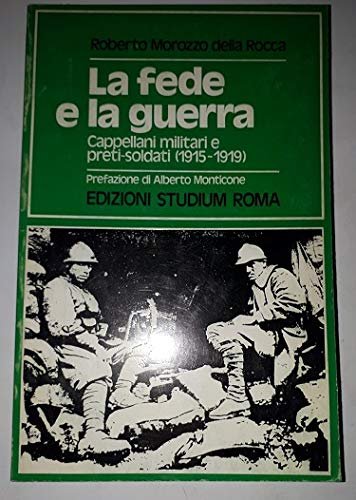 Roberto Morozzo della Rocca
La fede
e la guerra
Cappellani militari e
preti-soldati (1915-1919)
Prefazione di Alberto Monticone
EDIZIONI STUDIUM ROMA